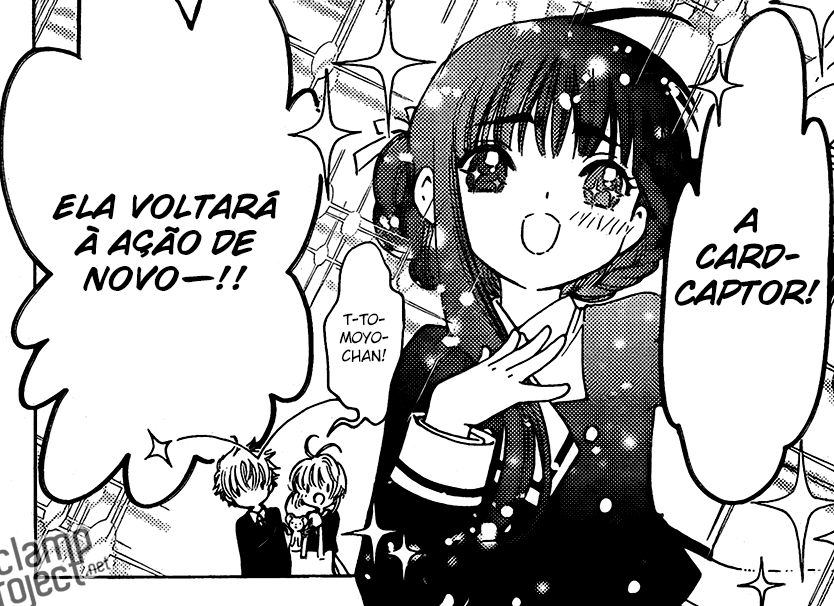 A
CARD-
CAPTOR!
ELA VOLTARÁ
À AÇÃO DE
NOVO—!!
T-TO-
MOYO-
CHAN!
clamp
project.net